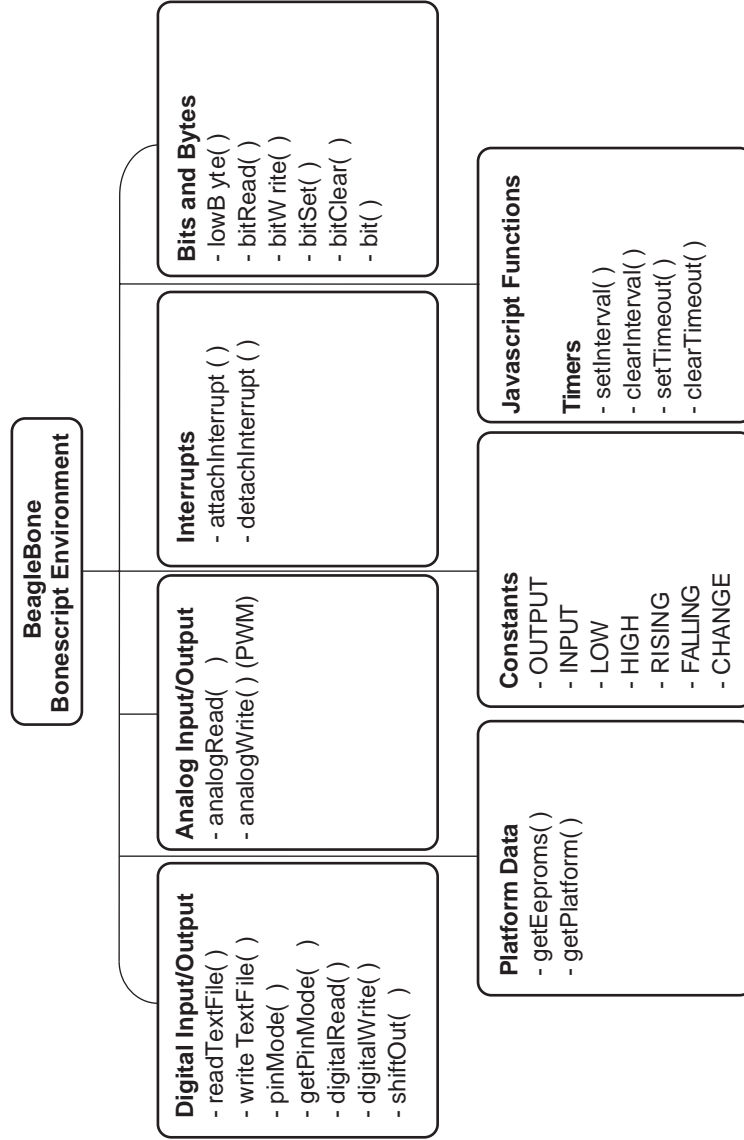 BeagleBone
Bonescript Environment
Digital Input/Output
- readTextFile( )
- write TextFile( )
- pinMode( )
- getPinMode( )
- digitalRead( )
- digitalWrite( )
- shiftOut( )
Analog Input/Output
- analogRead( )
- analogWrite( ) (PWM)
Interrupts
- attachInterrupt ( )
- detachInterrupt ( )
Bits and Bytes
- lowB yte( )
- bitRead( )
- bitW rite( )
- bitSet( )
- bitClear( )
- bit( )
Platform Data
- getEeproms( )
- getPlatform( )
Constants
- OUTPUT
- INPUT
- LOW
- HIGH
- RISING
- FALLING
- CHANGE
Javascript Functions
Timers
- setInterval( )
- clearInterval( )
- setTimeout( )
- clearTimeout( )